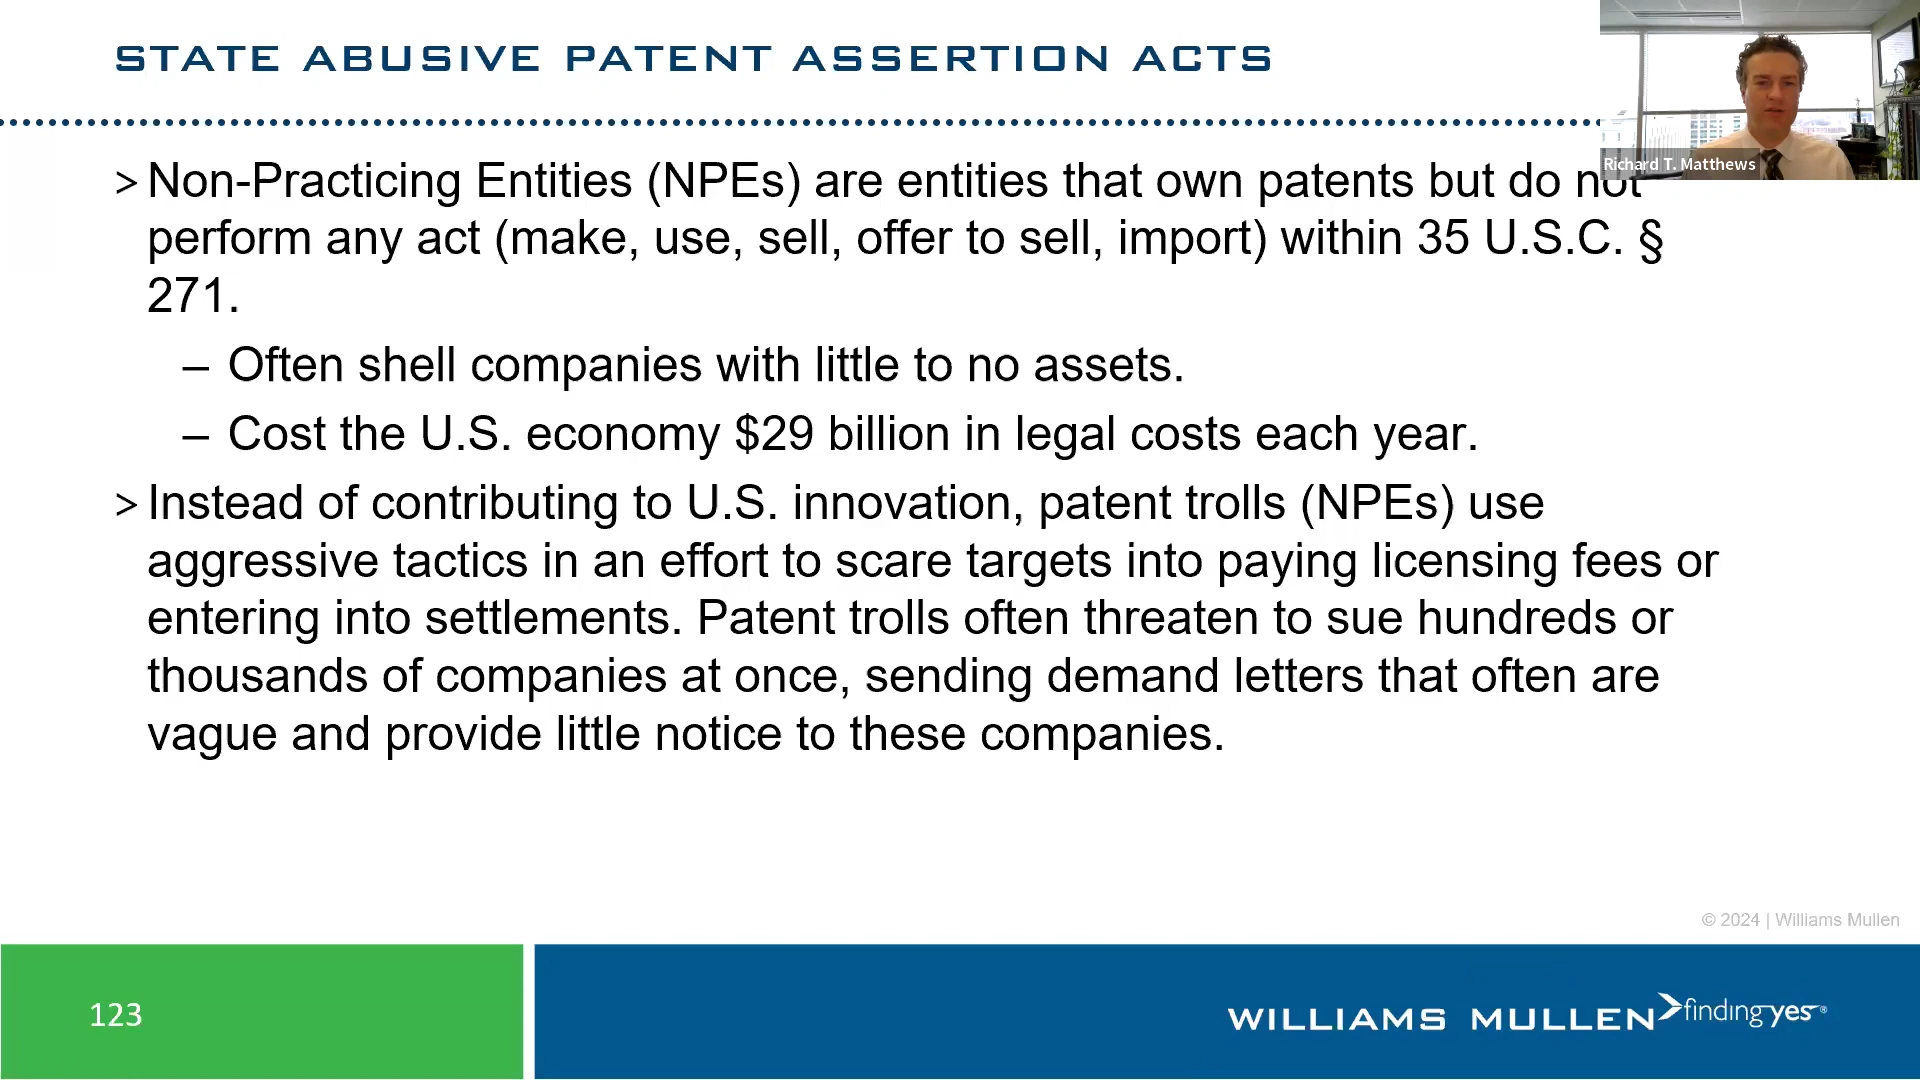 STATE ABUSIVE PATENT ASSERTION ACTS
Richard T. Matthews
> Non-Practicing Entities (NPEs) are entities that own patents but do not
perform any act (make, use, sell, offer to sell, import) within 35 U.S.C. §
271.
– Often shell companies with little to no assets.
– Cost the U.S. economy $29 billion in legal costs each year.
> Instead of contributing to U.S. innovation, patent trolls (NPEs) use
aggressive tactics in an effort to scare targets into paying licensing fees or
entering into settlements. Patent trolls often threaten to sue hundreds or
thousands of companies at once, sending demand letters that often are
vague and provide little notice to these companies.
© 2024 | Williams Mullen
123
WILLIAMS MULLEN findingyes®